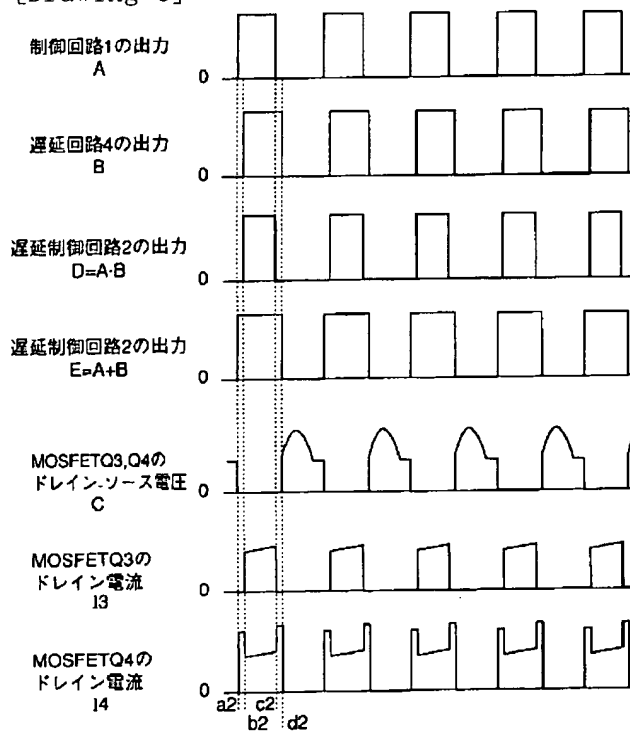 制御回路1の出力
A
0
遅延回路4の出力
B
0
遅延制御回路2の出力
D=A·B
0
遅延制御回路2の出力
E=A+B
0
MOSFETQ3,Q4の
ドレイン-ソース電圧
C
0
MOSFETQ3の
ドレイン電流
I3
0
MOSFETQ4の
ドレイン電流
I4
0
a2 c2
b2 d2